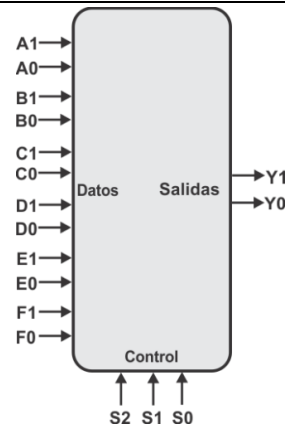 A1
A0
B1
B0
C1
C0
D1
Datos
Salidas
Y1
Y0
D0
E1
E0
F1
F0
Control
S2 S1 S0